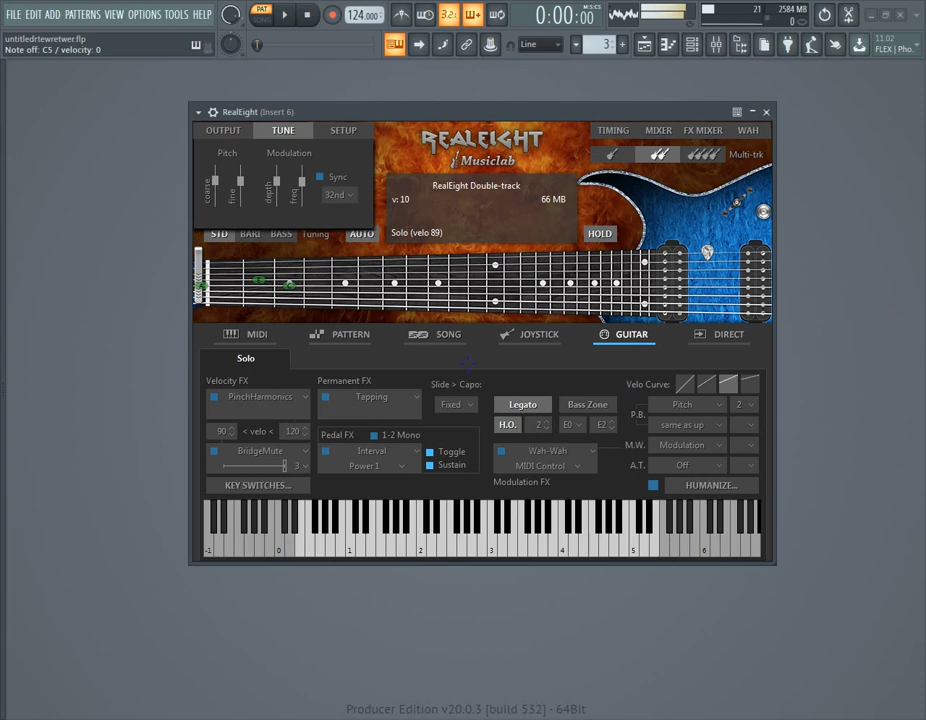 FILE EDIT ADD PATTERNS VIEW OPTIONS TOOLS HELP
PAT
SONG
124.000
32
0:00:00
M:S:CS
21
2584 MB
0
untitledrtewretwer.flp
Note off: C5 / velocity: 0
Line
3
11.02
FLEX | Pho..
RealEight (Insert 6)
OUTPUT TUNE SETUP
REALEIGHT
Musiclab
TIMING MIXER FX MIXER WAH
Multi-trk
Pitch Modulation
coarse fine depth freq
Sync
32nd
RealEight Double-track
v: 10 66 MB
Solo (velo 89)
HOLD
STD BARI BASS Tuning AUTO
MIDI PATTERN SONG JOYSTICK GUITAR DIRECT
Solo
Velocity FX
PinchHarmonics
90 < velo < 120
BridgeMute
3
KEY SWITCHES...
Permanent FX
Tapping
Pedal FX 1-2 Mono
Interval
Power1
Toggle
Sustain
Slide > Capo:
Fixed
Legato Bass Zone
H.O. 2 E0 E2
Wah-Wah
MIDI Control
Modulation FX
Velo Curve:
P.B. Pitch 2
same as up
M.W. Modulation
A.T. Off
HUMANIZE...
-1 0 1 2 3 4 5 6
Producer Edition v20.0.3 [build 532] - 64Bit